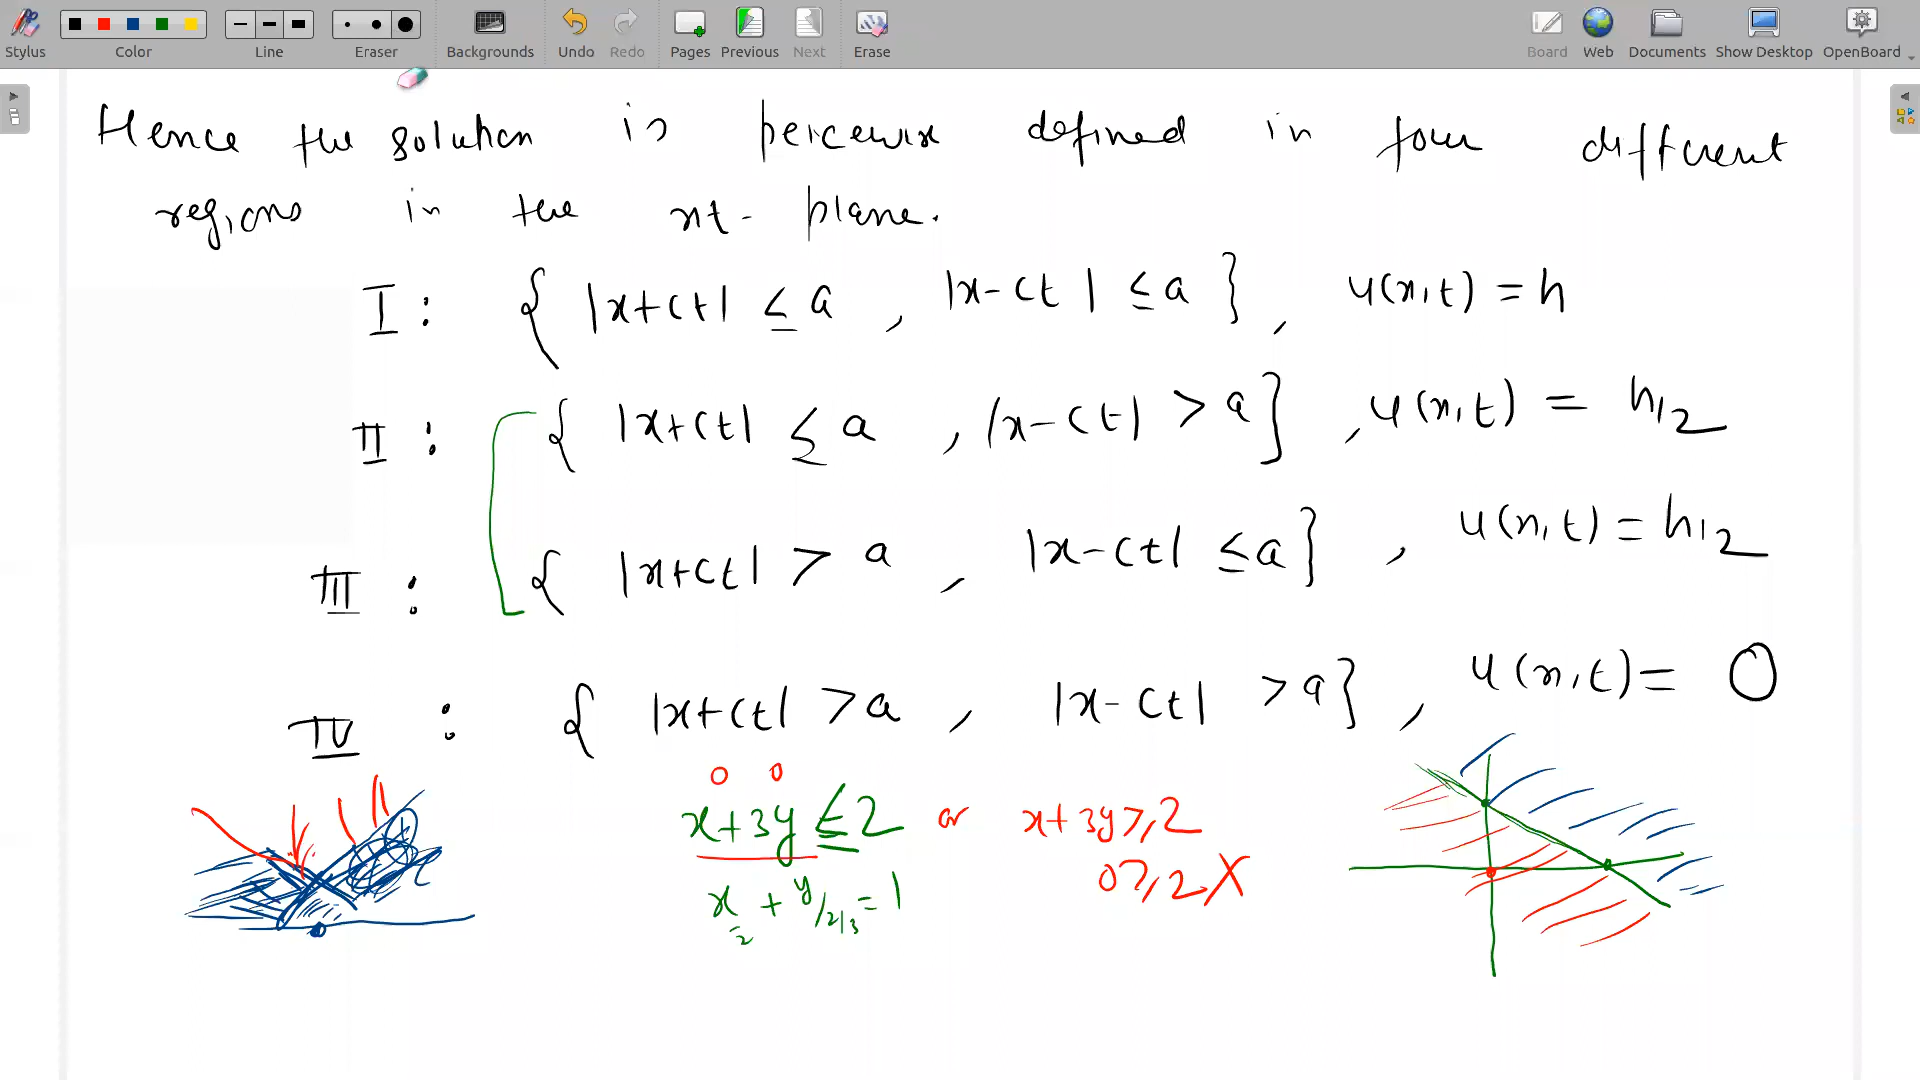 Stylus Color Line Eraser Backgrounds Undo Redo Pages Previous Next Erase Board Web Documents Show Desktop OpenBoard
Hence the solution is peicewise defined in four different
regions in the xt-plane.
I : { |x+ct| ≤ a , |x-ct| ≤ a } , u(x,t) = h
II : { |x+ct| ≤ a , |x-ct| > a } , u(x,t) = h/2
III : { |x+ct| > a , |x-ct| ≤ a } , u(x,t) = h/2
IV : { |x+ct| > a , |x-ct| > a } , u(x,t) = 0
0 0
x+3y ≤ 2 or x+3y ≥ 2
0 ≥ 2 X
x/2 + y/2/3 = 1